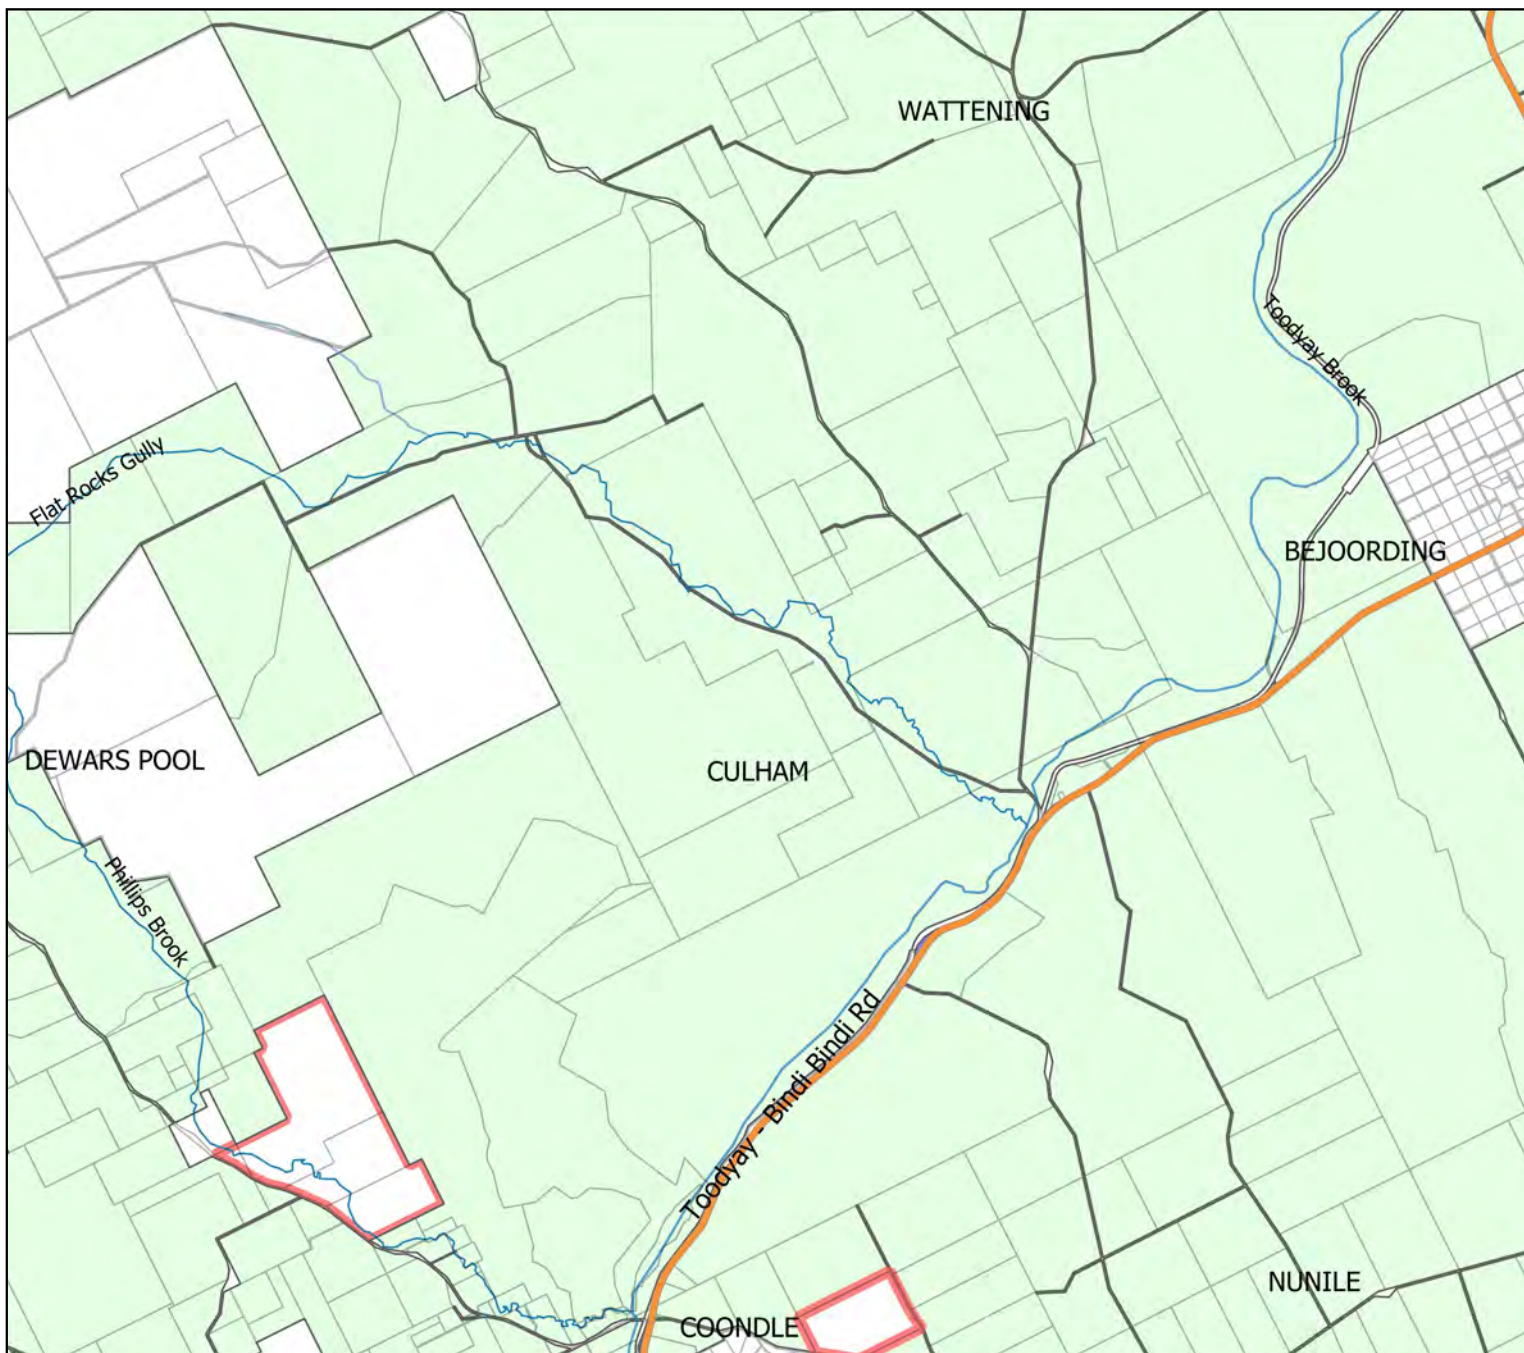 WATTENING
Toodyay Brook
Flat Rocks Gully
BEJOORDING
DEWARS POOL
CULHAM
Phillips Brook
Toodyay - Bindi Bindi Rd
NUNILE
COONDLE